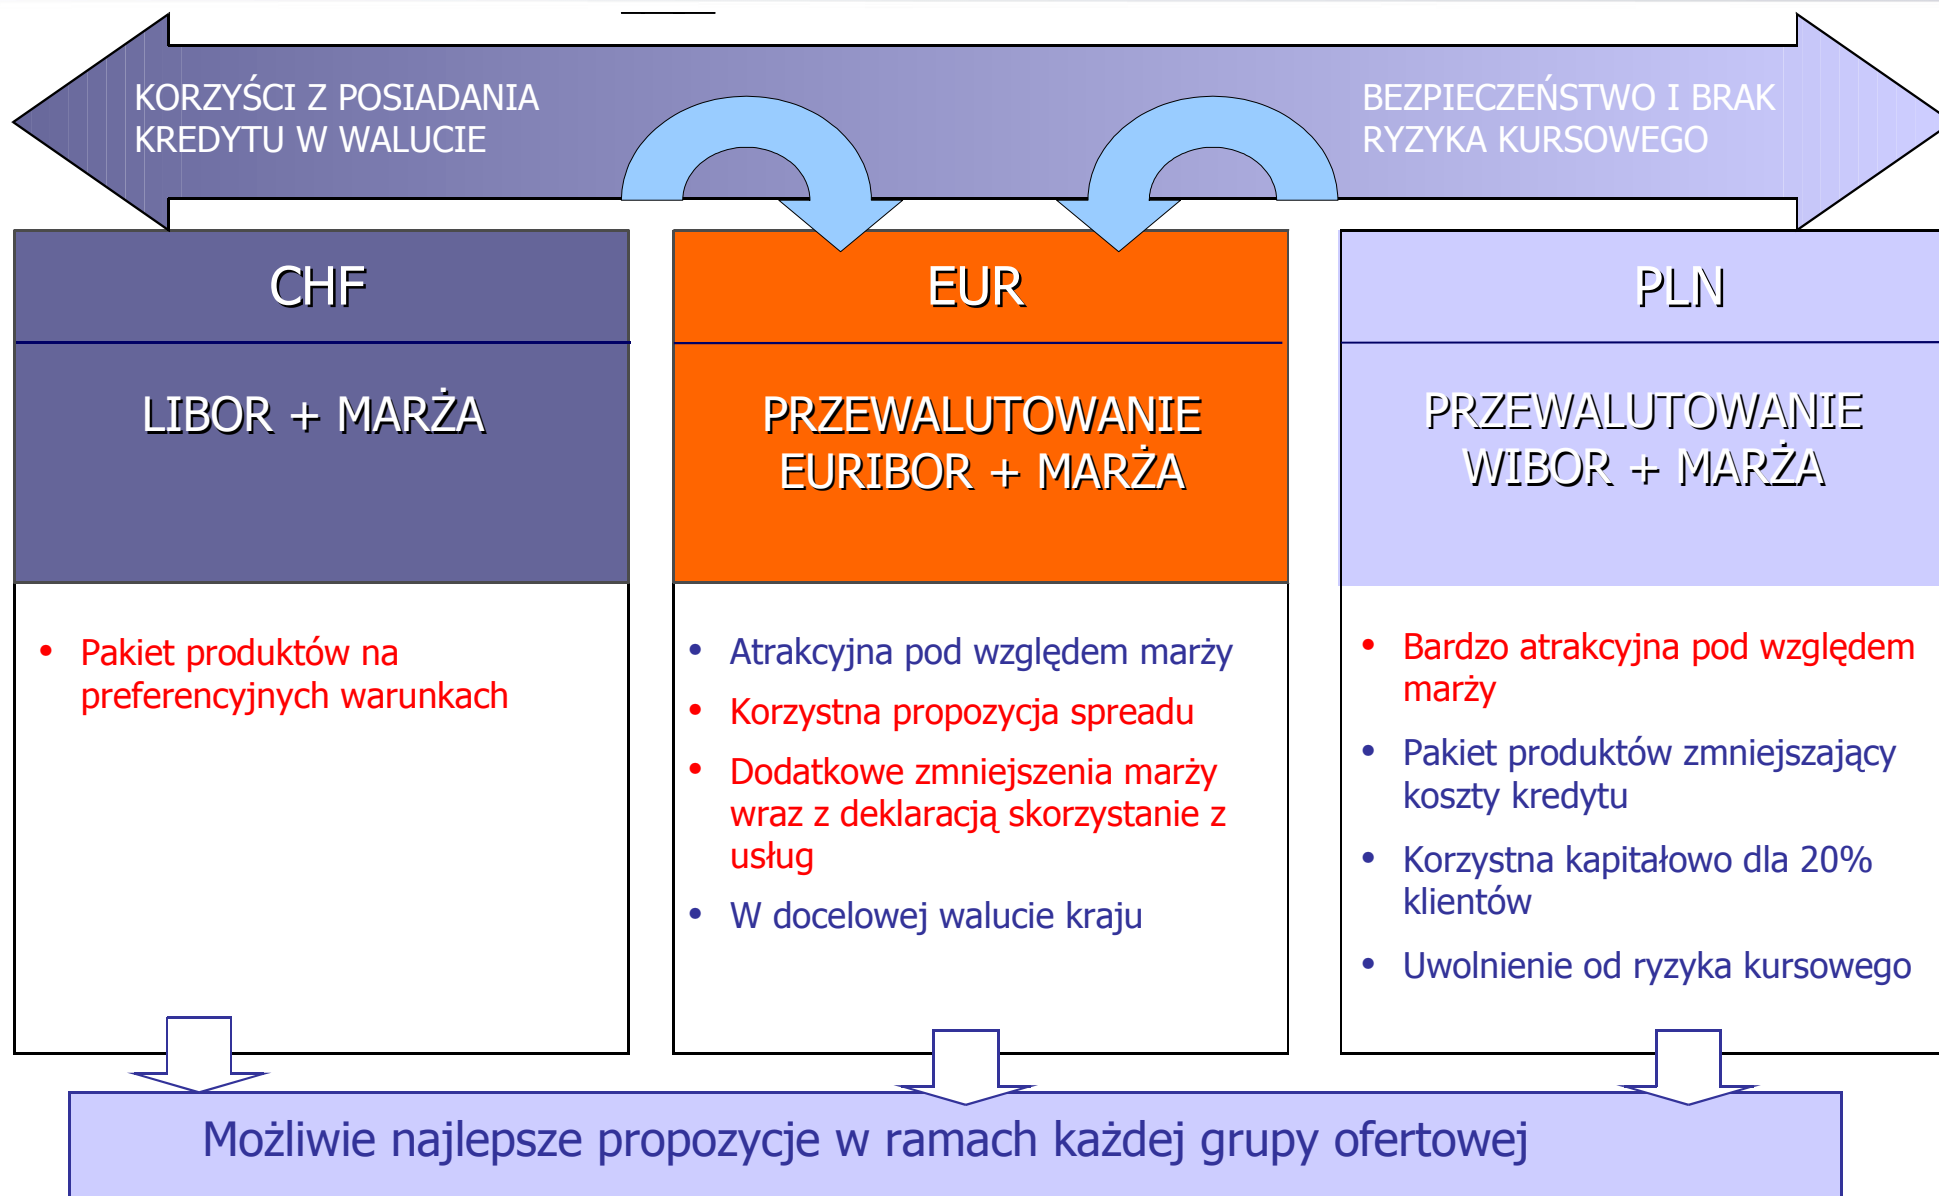 KORZYŚCI Z POSIADANIA
KREDYTU W WALUCIE
BEZPIECZEŃSTWO I BRAK
RYZYKA KURSOWEGO
CHF
LIBOR + MARŻA
• Pakiet produktów na
preferencyjnych warunkach
EUR
PRZEWALUTOWANIE
EURIBOR + MARŻA
• Atrakcyjna pod względem marży
• Korzystna propozycja spreadu
• Dodatkowe zmniejszenia marży
wraz z deklaracją skorzystanie z
usług
• W docelowej walucie kraju
PLN
PRZEWALUTOWANIE
WIBOR + MARŻA
• Bardzo atrakcyjna pod względem
marży
• Pakiet produktów zmniejszający
koszty kredytu
• Korzystna kapitałowo dla 20%
klientów
• Uwolnienie od ryzyka kursowego
Możliwie najlepsze propozycje w ramach każdej grupy ofertowej